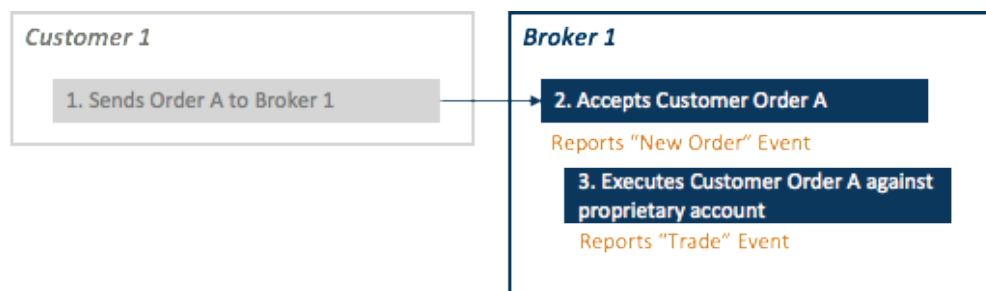 Customer 1
1. Sends Order A to Broker 1
Broker 1
2. Accepts Customer Order A
Reports “New Order” Event
3. Executes Customer Order A against
proprietary account
Reports “Trade” Event